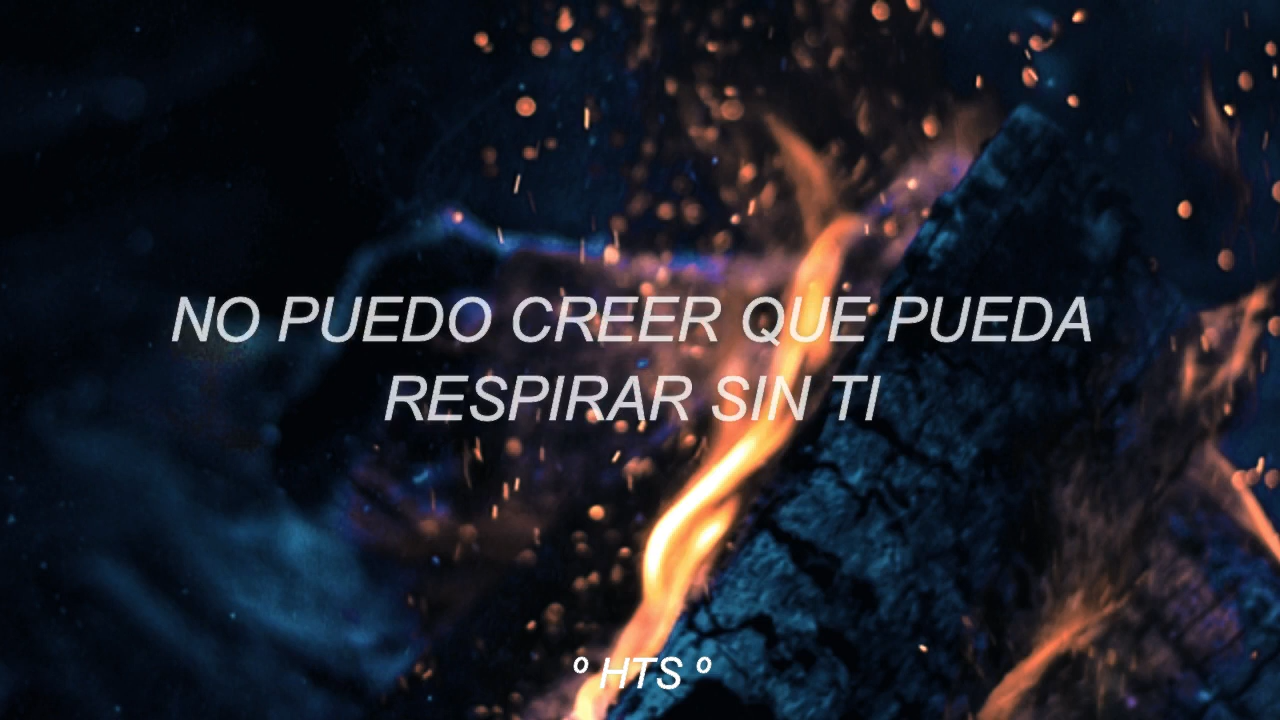 NO PUEDO CREER QUE PUEDA
RESPIRAR SIN TI
º HTS º